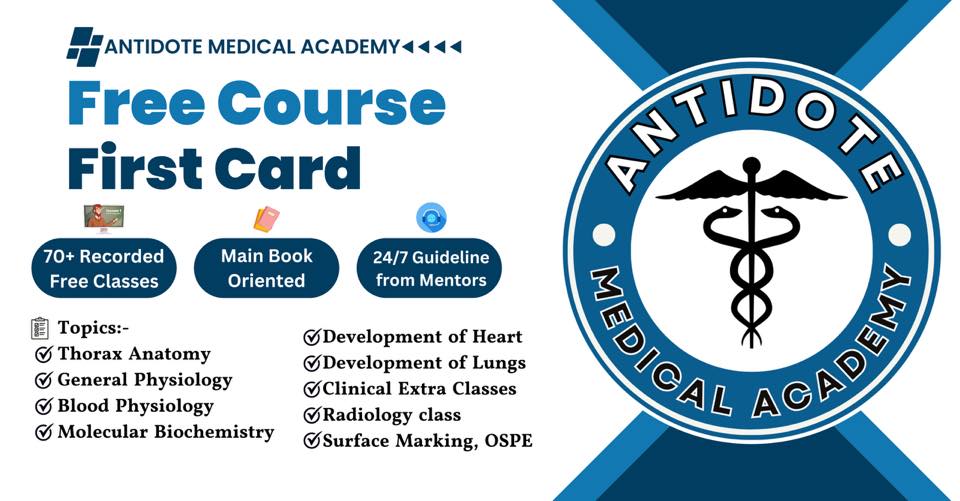 ANTIDOTE MEDICAL ACADEMY
Free Course
First Card
70+ Recorded
Free Classes
Main Book
Oriented
24/7 Guideline
from Mentors
Topics:-
Thorax Anatomy
General Physiology
Blood Physiology
Molecular Biochemistry
Development of Heart
Development of Lungs
Clinical Extra Classes
Radiology class
Surface Marking, OSPE
ANTIDOTE
MEDICAL ACADEMY